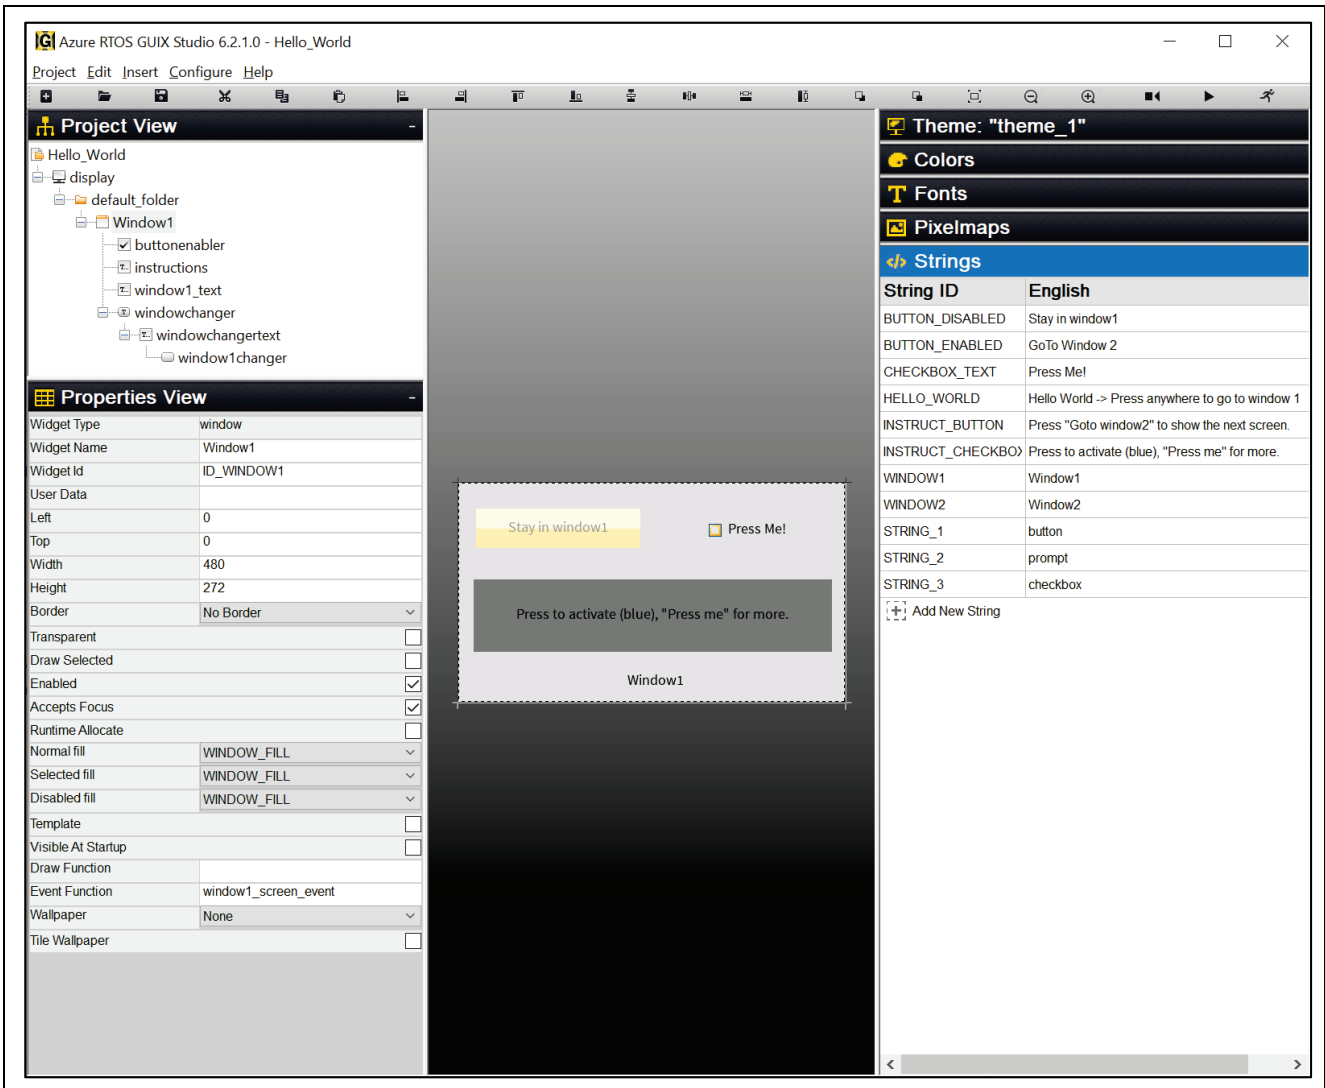 Azure RTOS GUIX Studio 6.2.1.0 - Hello_World
Project Edit Insert Configure Help
Project View -
Hello_World
display
default_folder
Window1
buttonenabler
instructions
window1_text
windowchanger
windowchangertext
window1changer
Properties View -
Widget Type window
Widget Name Window1
Widget Id ID_WINDOW1
User Data
Left 0
Top 0
Width 480
Height 272
Border No Border
Transparent
Draw Selected
Enabled
Accepts Focus
Runtime Allocate
Normal fill WINDOW_FILL
Selected fill WINDOW_FILL
Disabled fill WINDOW_FILL
Template
Visible At Startup
Draw Function
Event Function window1_screen_event
Wallpaper None
Tile Wallpaper
Stay in window1
Press Me!
Press to activate (blue), "Press me" for more.
Window1
Theme: "theme_1"
Colors
Fonts
Pixelmaps
Strings
String ID English
BUTTON_DISABLED Stay in window1
BUTTON_ENABLED GoTo Window 2
CHECKBOX_TEXT Press Me!
HELLO_WORLD Hello World -> Press anywhere to go to window 1
INSTRUCT_BUTTON Press "Goto window2" to show the next screen.
INSTRUCT_CHECKBOX Press to activate (blue), "Press me" for more.
WINDOW1 Window1
WINDOW2 Window2
STRING_1 button
STRING_2 prompt
STRING_3 checkbox
Add New String